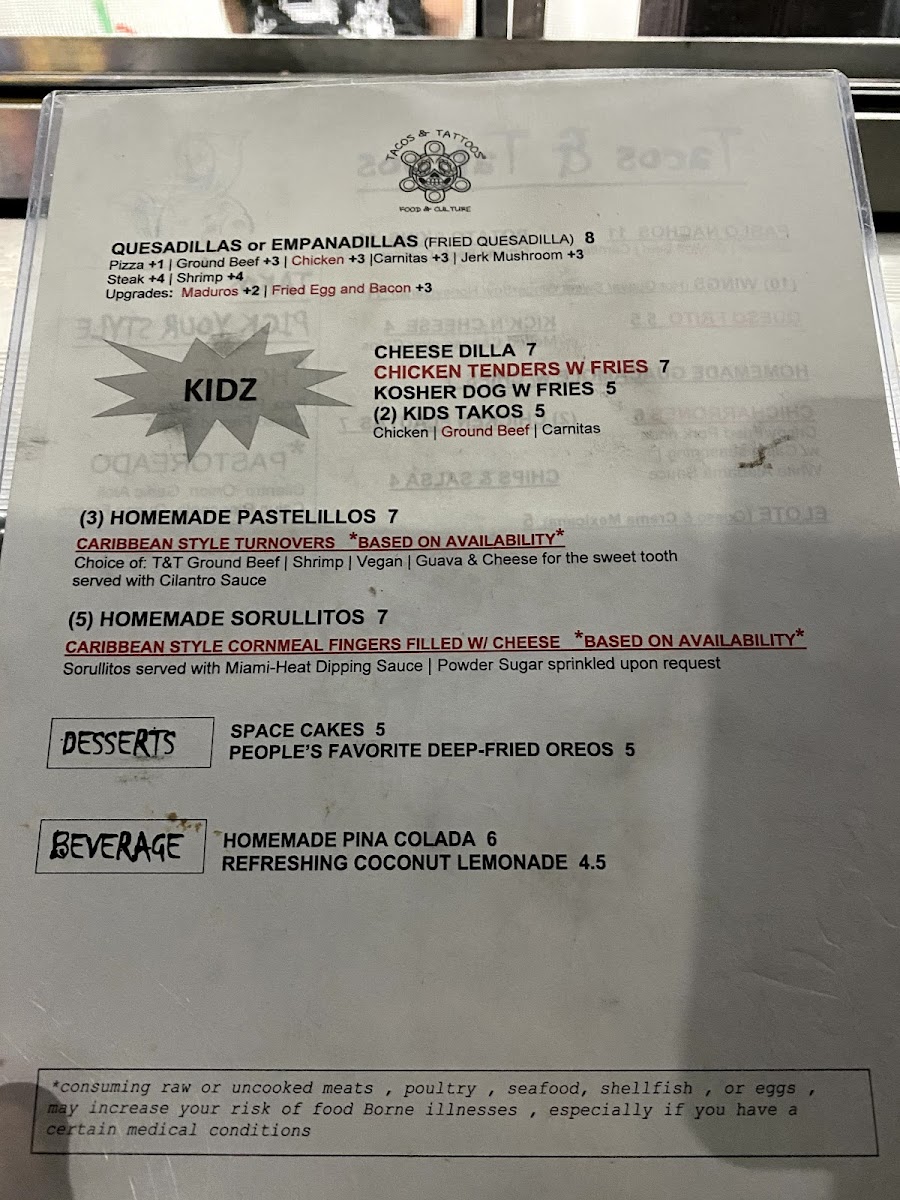 TACOS & TATTOOS
FOOD & CULTURE
QUESADILLAS or EMPANADILLAS (FRIED QUESADILLA) 8
Pizza +1 | Ground Beef +3 | Chicken +3 |Carnitas +3 | Jerk Mushroom +3
Steak +4 | Shrimp +4
Upgrades: Maduros +2 | Fried Egg and Bacon +3
KIDZ
CHEESE DILLA 7
CHICKEN TENDERS W FRIES 7
KOSHER DOG W FRIES 5
(2) KIDS TAKOS 5
Chicken | Ground Beef | Carnitas
(3) HOMEMADE PASTELILLOS 7
CARIBBEAN STYLE TURNOVERS *BASED ON AVAILABILITY*
Choice of: T&T Ground Beef | Shrimp | Vegan | Guava & Cheese for the sweet tooth
served with Cilantro Sauce
(5) HOMEMADE SORULLITOS 7
CARIBBEAN STYLE CORNMEAL FINGERS FILLED W/ CHEESE *BASED ON AVAILABILITY*
Sorullitos served with Miami-Heat Dipping Sauce | Powder Sugar sprinkled upon request
DESSERTS
SPACE CAKES 5
PEOPLE'S FAVORITE DEEP-FRIED OREOS 5
BEVERAGE
HOMEMADE PINA COLADA 6
REFRESHING COCONUT LEMONADE 4.5
*consuming raw or uncooked meats , poultry , seafood, shellfish , or eggs ,
may increase your risk of food Borne illnesses , especially if you have a
certain medical conditions